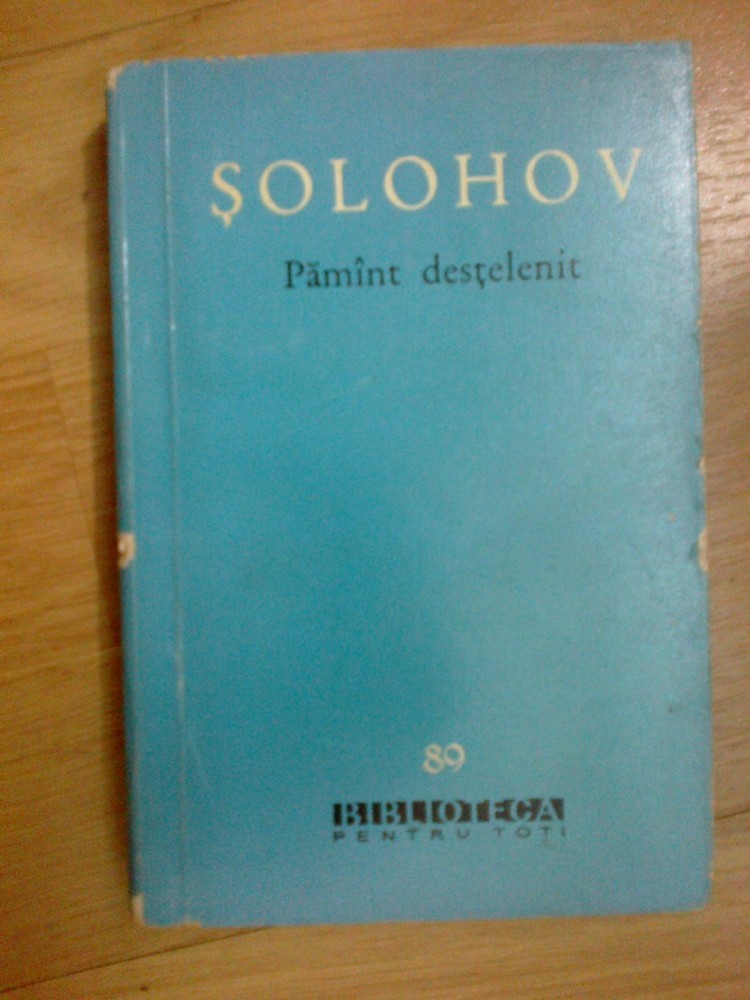 ŞOLOHOV
Pămînt desţelenit
89
BIBLIOTECA
PENTRU TOŢI